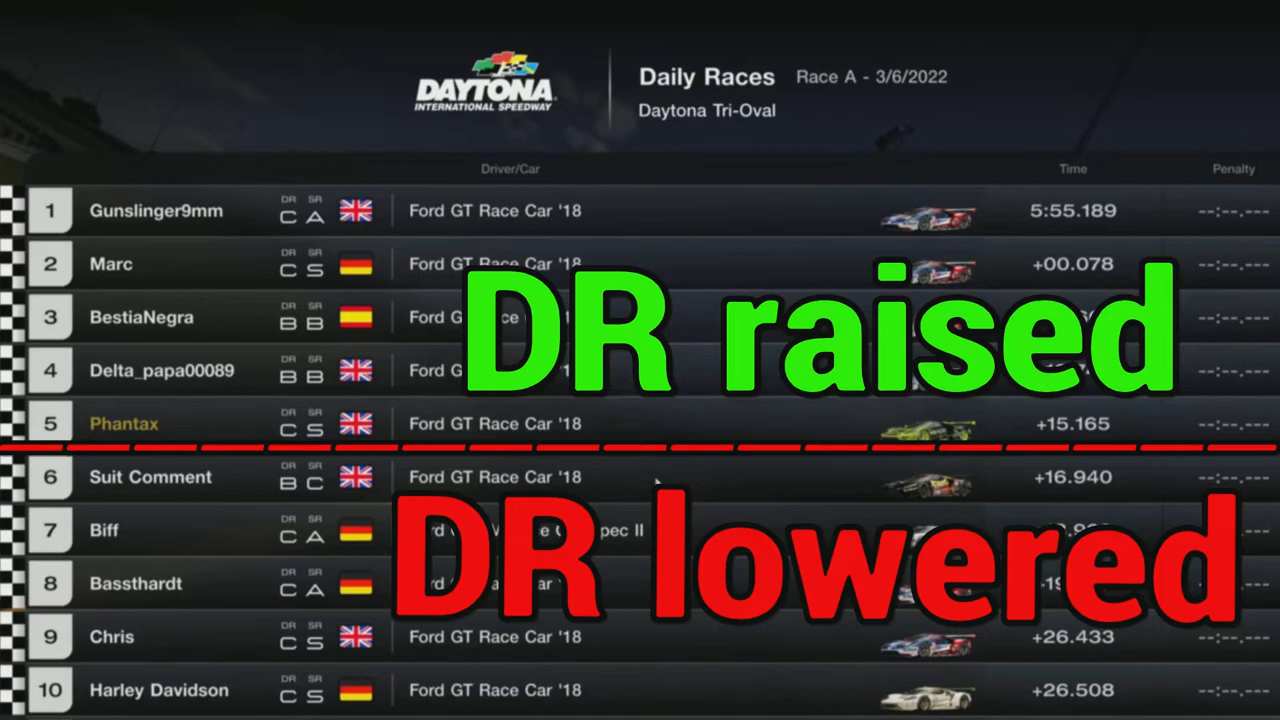 DAYTONA
INTERNATIONAL SPEEDWAY
Daily Races Race A - 3/6/2022
Daytona Tri-Oval
Driver/Car Time Penalty
1 Gunslinger9mm DR C SR A Ford GT Race Car '18 5:55.189 --:--.---
2 Marc DR C SR S Ford GT Race Car '18 +00.078 --:--.---
3 BestiaNegra DR B SR B Ford --:--.---
4 Delta_papa00089 DR B SR B Ford --:--.---
DR raised
5 Phantax DR C SR S Ford GT Race Car '18 +15.165 --:--.---
6 Suit Comment DR B SR C Ford GT Race Car '18 +16.940 --:--.---
7 Biff DR C SR A --:--.---
8 Bassthardt DR C SR A --:--.---
DR lowered
9 Chris DR C SR S Ford GT Race Car '18 +26.433 --:--.---
10 Harley Davidson DR C SR S Ford GT Race Car '18 +26.508 --:--.---